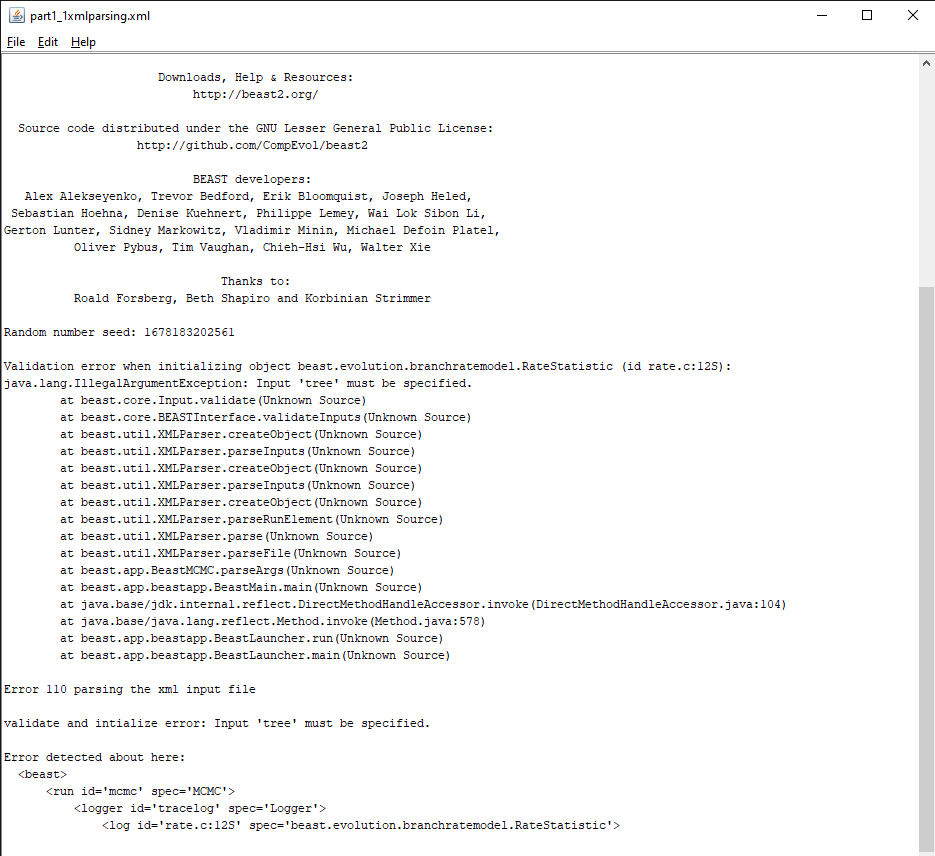 part1_1xmlparsing.xml
File Edit Help
Downloads, Help & Resources:
http://beast2.org/
Source code distributed under the GNU Lesser General Public License:
http://github.com/CompEvol/beast2
BEAST developers:
Alex Alekseyenko, Trevor Bedford, Erik Bloomquist, Joseph Heled,
Sebastian Hoehna, Denise Kuehnert, Philippe Lemey, Wai Lok Sibon Li,
Gerton Lunter, Sidney Markowitz, Vladimir Minin, Michael Defoin Platel,
Oliver Pybus, Tim Vaughan, Chieh-Hsi Wu, Walter Xie
Thanks to:
Roald Forsberg, Beth Shapiro and Korbinian Strimmer
Random number seed: 1678183202561
Validation error when initializing object beast.evolution.branchratemodel.RateStatistic (id rate.c:12S):
java.lang.IllegalArgumentException: Input 'tree' must be specified.
at beast.core.Input.validate(Unknown Source)
at beast.core.BEASTInterface.validateInputs(Unknown Source)
at beast.util.XMLParser.createObject(Unknown Source)
at beast.util.XMLParser.parseInputs(Unknown Source)
at beast.util.XMLParser.createObject(Unknown Source)
at beast.util.XMLParser.parseInputs(Unknown Source)
at beast.util.XMLParser.createObject(Unknown Source)
at beast.util.XMLParser.parseRunElement(Unknown Source)
at beast.util.XMLParser.parse(Unknown Source)
at beast.util.XMLParser.parseFile(Unknown Source)
at beast.app.BeastMCMC.parseArgs(Unknown Source)
at beast.app.beastapp.BeastMain.main(Unknown Source)
at java.base/jdk.internal.reflect.DirectMethodHandleAccessor.invoke(DirectMethodHandleAccessor.java:104)
at java.base/java.lang.reflect.Method.invoke(Method.java:578)
at beast.app.beastapp.BeastLauncher.run(Unknown Source)
at beast.app.beastapp.BeastLauncher.main(Unknown Source)
Error 110 parsing the xml input file
validate and intialize error: Input 'tree' must be specified.
Error detected about here:
<beast>
<run id='mcmc' spec='MCMC'>
<logger id='tracelog' spec='Logger'>
<log id='rate.c:12S' spec='beast.evolution.branchratemodel.RateStatistic'>